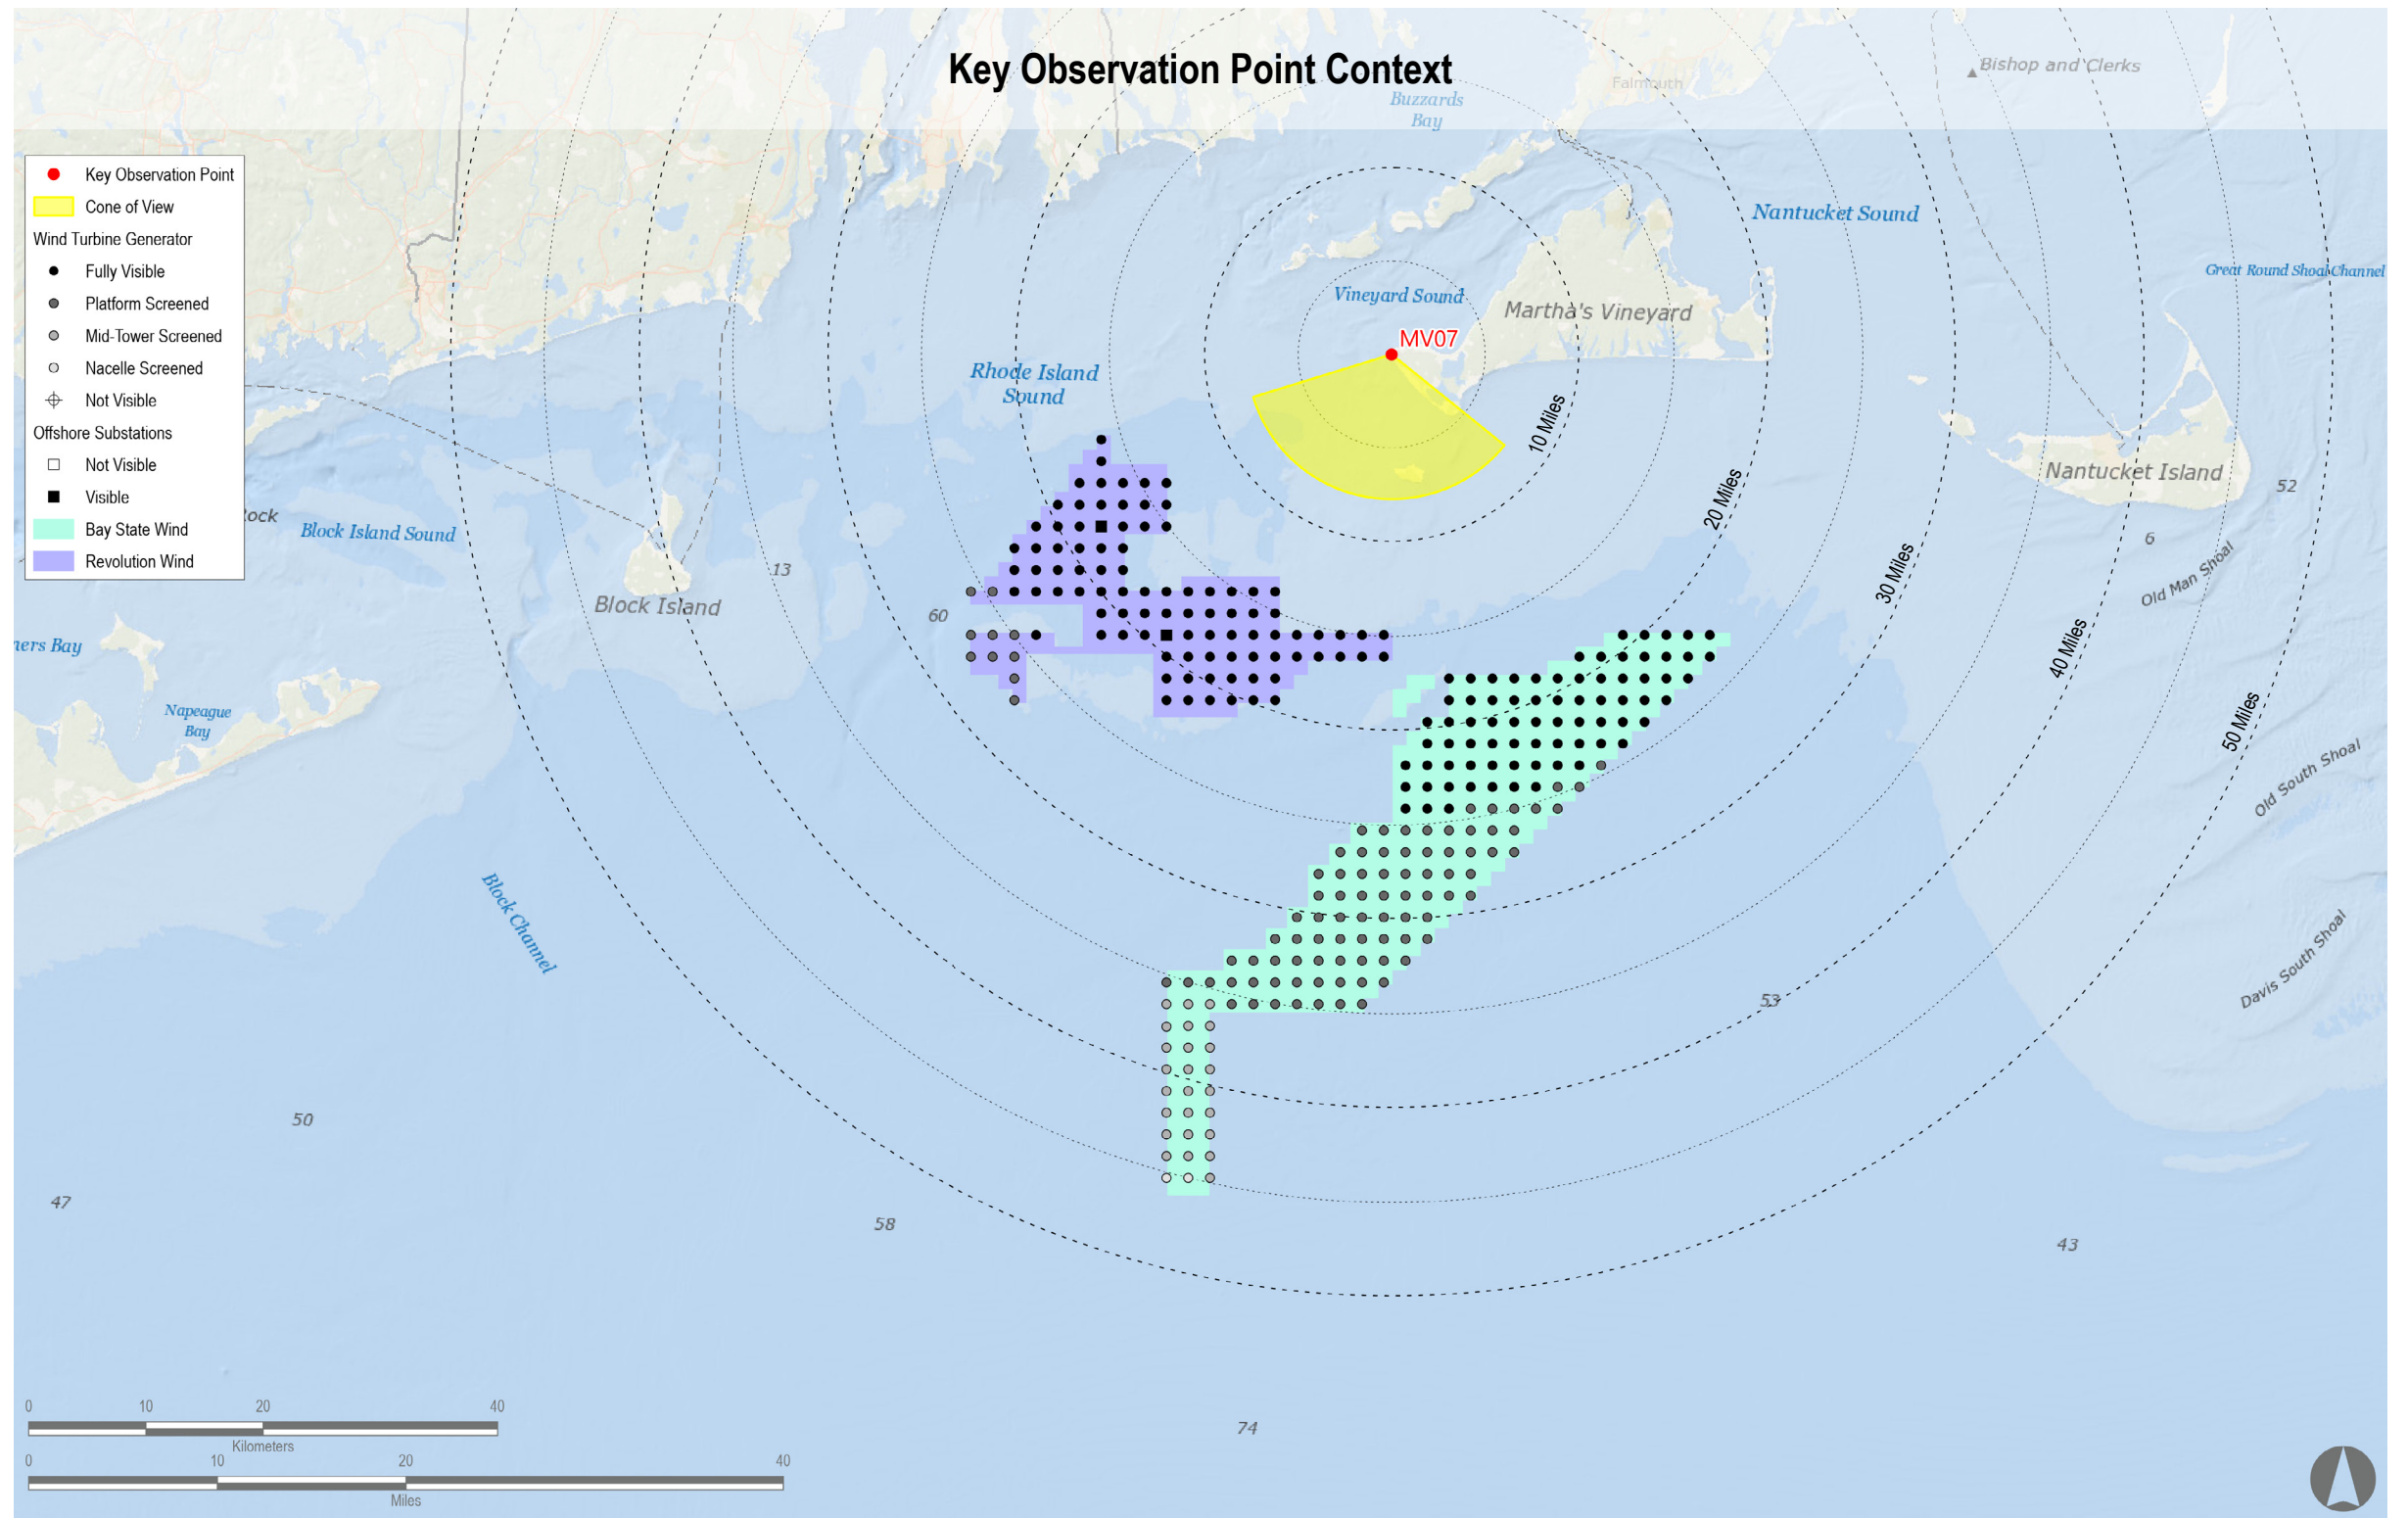 Key Observation Point Context
Bishop and Clerks
Falmouth
Buzzards
Bay
Key Observation Point
Cone of View
Wind Turbine Generator
Fully Visible
Platform Screened
Mid-Tower Screened
Nacelle Screened
Not Visible
Offshore Substations
Not Visible
Visible
Bay State Wind
Revolution Wind
Nantucket Sound
Great Round Shoal Channel
Vineyard Sound
Martha's Vineyard
MV07
Rhode Island
Sound
10 Miles
20 Miles
30 Miles
40 Miles
50 Miles
Nantucket Island
52
6
Old Man Shoal
ock
Block Island Sound
13
Block Island
60
ners Bay
Napeague
Bay
Old South Shoal
Block Channel
Davis South Shoal
53
50
47
58
43
74
0 10 20 40
Kilometers
0 10 20 40
Miles